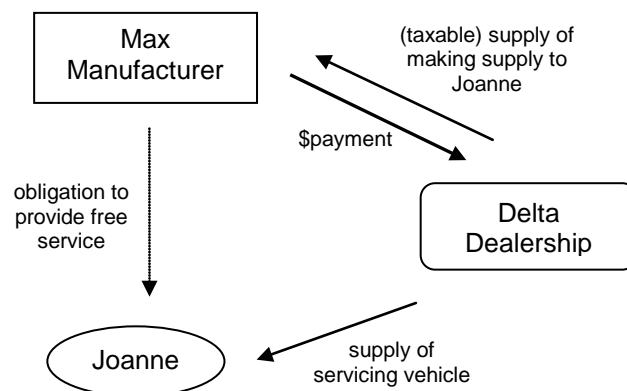 Max
Manufacturer
(taxable) supply of
making supply to
Joanne
$payment
obligation to
provide free
service
Delta
Dealership
Joanne
supply of
servicing vehicle